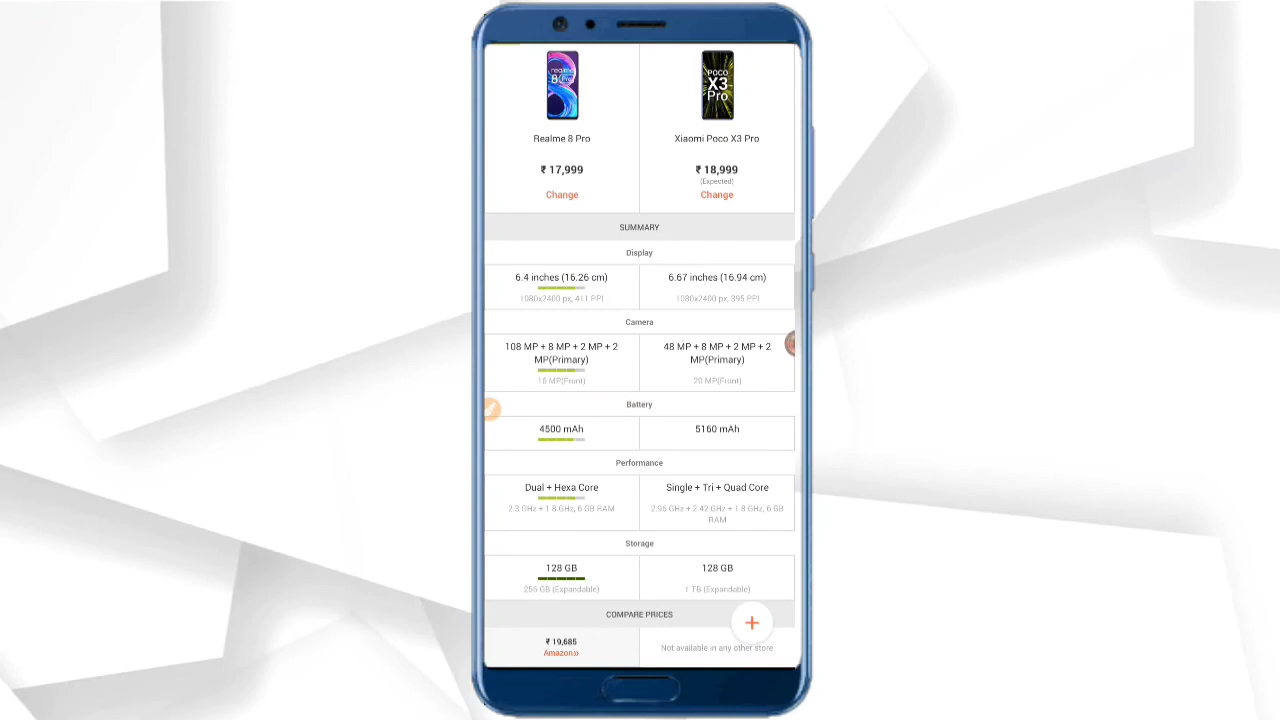 realme
8 Pro
POCO
X3
Pro
Realme 8 Pro
Xiaomi Poco X3 Pro
₹ 17,999
₹ 18,999
(Expected)
Change
Change
SUMMARY
Display
6.4 inches (16.26 cm)
6.67 inches (16.94 cm)
1080x2400 px, 411 PPI
1080x2400 px, 395 PPI
Camera
108 MP + 8 MP + 2 MP + 2
MP(Primary)
48 MP + 8 MP + 2 MP + 2
MP(Primary)
16 MP(Front)
20 MP(Front)
Battery
4500 mAh
5160 mAh
Performance
Dual + Hexa Core
Single + Tri + Quad Core
2.3 GHz + 1.8 GHz, 6 GB RAM
2.96 GHz + 2.42 GHz + 1.8 GHz, 6 GB
RAM
Storage
128 GB
128 GB
256 GB (Expandable)
1 TB (Expandable)
COMPARE PRICES
₹ 19,685
Amazon»
Not available in any other store